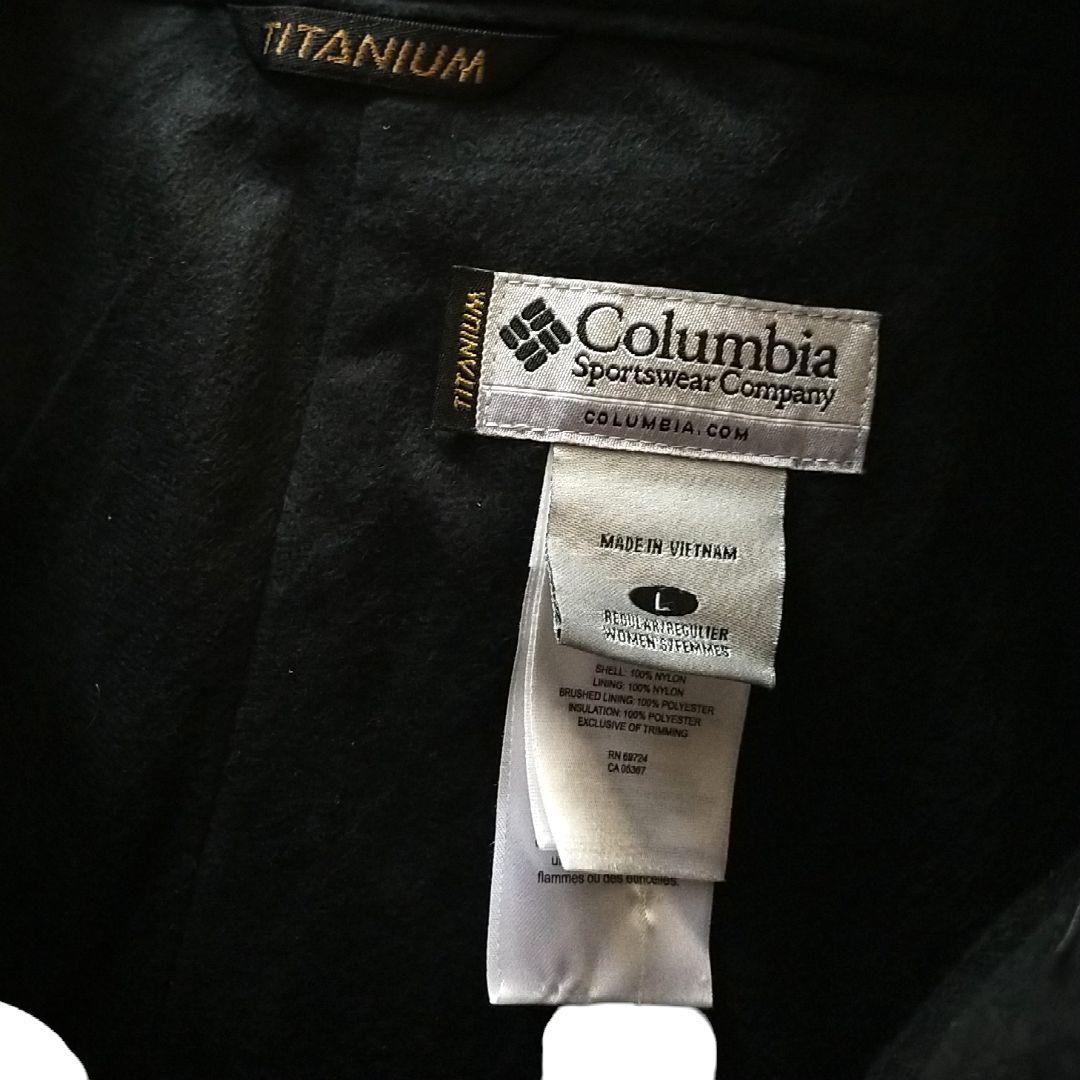 TITANIUM
TITANIUM
Columbia
Sportswear Company
COLUMBIA.COM
MADE IN VIETNAM
L
REGULAR/REGULIER
WOMEN'S/FEMMES
SHELL: 100% NYLON
LINING: 100% NYLON
BRUSHED LINING: 100% POLYESTER
INSULATION: 100% POLYESTER
EXCLUSIVE OF TRIMMING
RN 69724
CA 05367
flammes ou des étincelles.